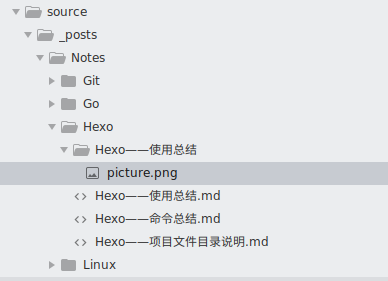 source
_posts
Notes
Git
Go
Hexo
Hexo——使用总结
picture.png
Hexo——使用总结.md
Hexo——命令总结.md
Hexo——项目文件目录说明.md
Linux